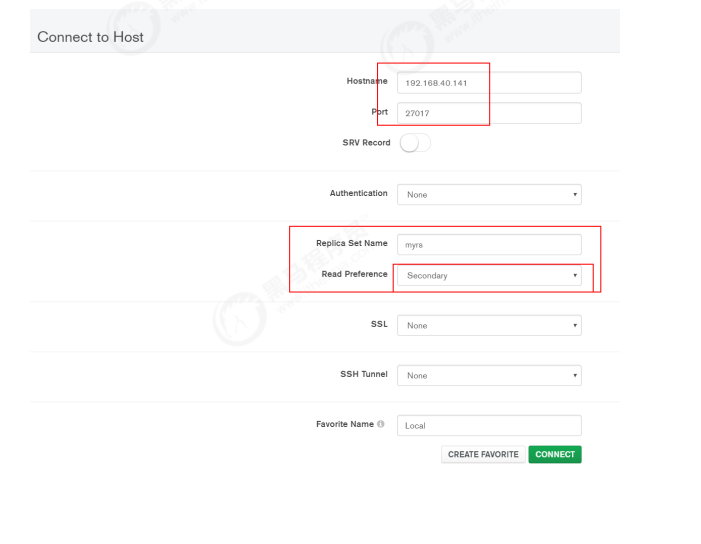 Connect to Host
Hostname 192.168.40.141
Port 27017
SRV Record
Authentication None
Replica Set Name myrs
Read Preference Secondary
SSL None
SSH Tunnel None
Favorite Name Local
CREATE FAVORITE CONNECT